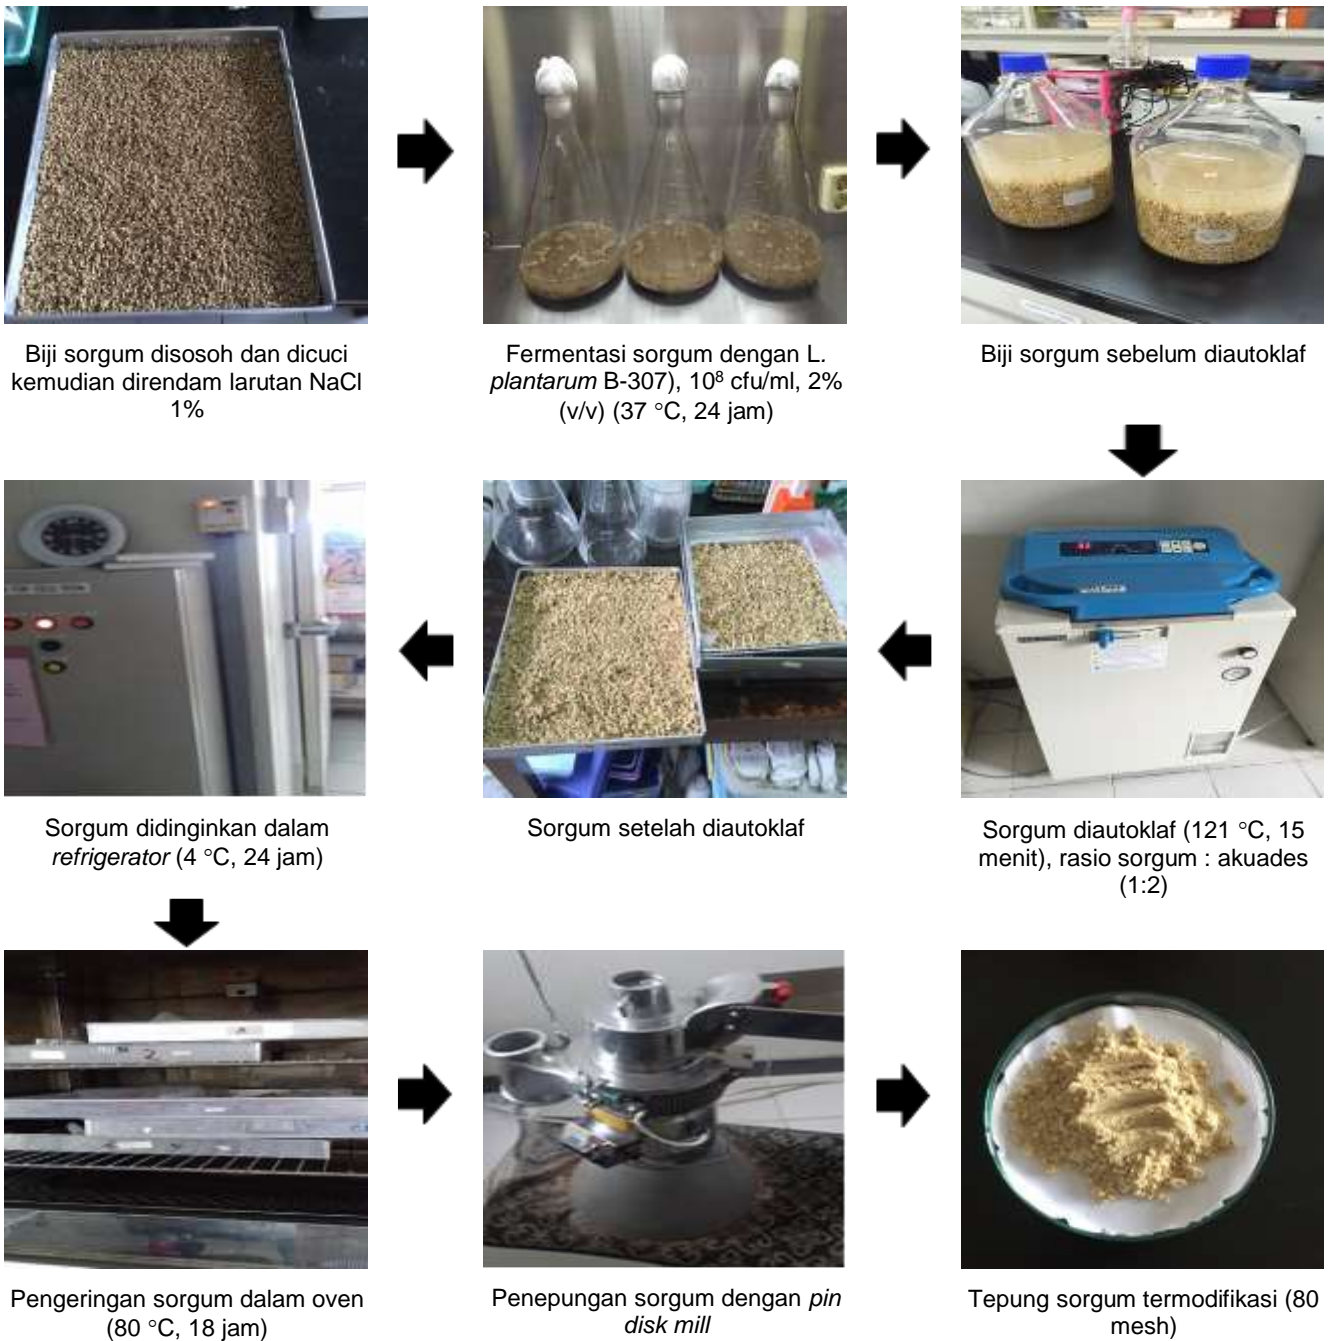 Biji sorgum disosoh dan dicuci
kemudian direndam larutan NaCl
1%
Fermentasi sorgum dengan L.
plantarum B-307), 10⁸ cfu/ml, 2%
(v/v) (37 °C, 24 jam)
Biji sorgum sebelum diautoklaf
Sorgum didinginkan dalam
refrigerator (4 °C, 24 jam)
Sorgum setelah diautoklaf
Sorgum diautoklaf (121 °C, 15
menit), rasio sorgum : akuades
(1:2)
Pengeringan sorgum dalam oven
(80 °C, 18 jam)
Penepungan sorgum dengan pin
disk mill
Tepung sorgum termodifikasi (80
mesh)